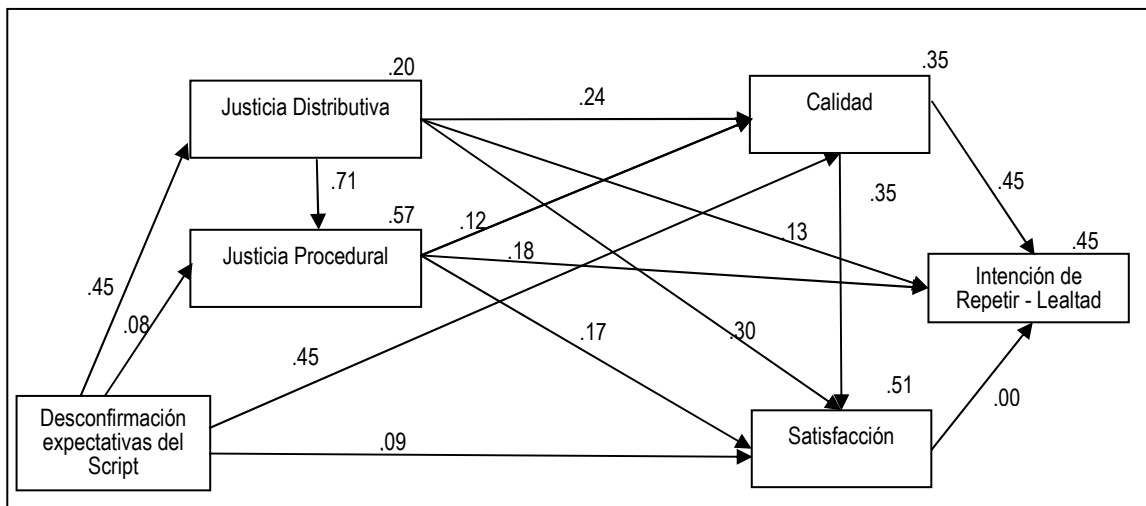 .20
Justicia Distributiva
.24
Calidad
.35
.71
.45
.35
.57
Justicia Procedural
.12
.13
.18
.45
Intención de
Repetir - Lealtad
.45
.08
.17
.30
.45
.51
Desconfirmación
expectativas del
Script
.09
Satisfacción
.00